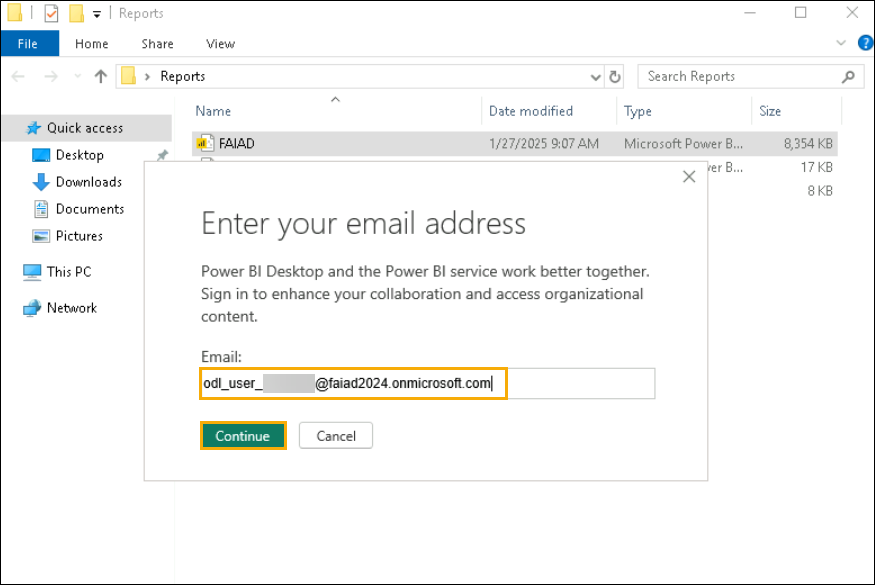 Reports
File Home Share View
Reports
Search Reports
Name Date modified Type Size
Quick access
FAIAD 1/27/2025 9:07 AM Microsoft Power B... 8,354 KB
Desktop
wer B... 17 KB
Downloads
8 KB
Documents
Pictures
This PC
Network
Enter your email address
Power BI Desktop and the Power BI service work better together.
Sign in to enhance your collaboration and access organizational
content.
Email:
odl_user_ @faiad2024.onmicrosoft.com
Continue Cancel